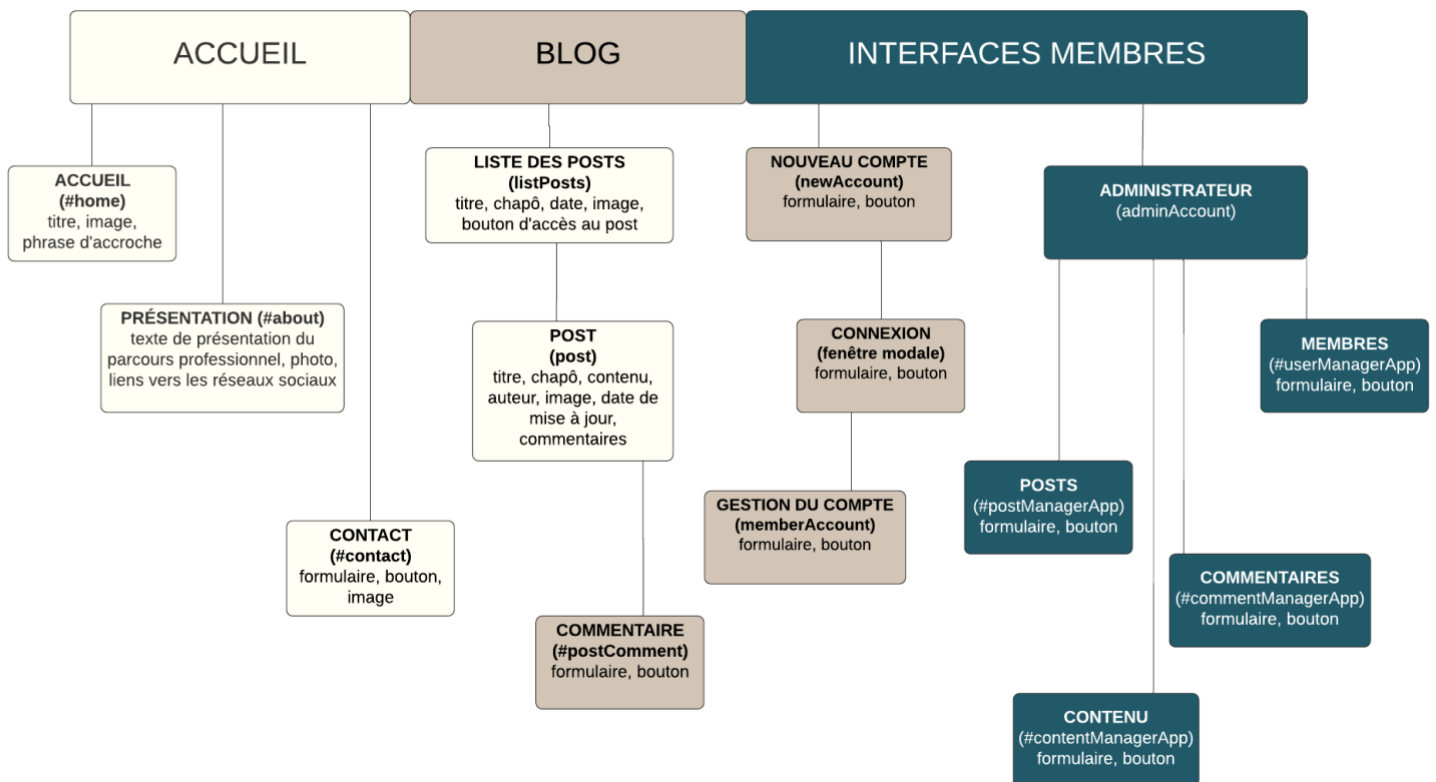 ACCUEIL
BLOG
INTERFACES MEMBRES
ACCUEIL
(#home)
titre, image,
phrase d'accroche
PRÉSENTATION (#about)
texte de présentation du
parcours professionnel, photo,
liens vers les réseaux sociaux
CONTACT
(#contact)
formulaire, bouton,
image
LISTE DES POSTS
(listPosts)
titre, chapô, date, image,
bouton d'accès au post
POST
(post)
titre, chapô, contenu,
auteur, image, date de
mise à jour,
commentaires
COMMENTAIRE
(#postComment)
formulaire, bouton
NOUVEAU COMPTE
(newAccount)
formulaire, bouton
CONNEXION
(fenêtre modale)
formulaire, bouton
GESTION DU COMPTE
(memberAccount)
formulaire, bouton
ADMINISTRATEUR
(adminAccount)
POSTS
(#postManagerApp)
formulaire, bouton
CONTENU
(#contentManagerApp)
formulaire, bouton
COMMENTAIRES
(#commentManagerApp)
formulaire, bouton
MEMBRES
(#userManagerApp)
formulaire, bouton